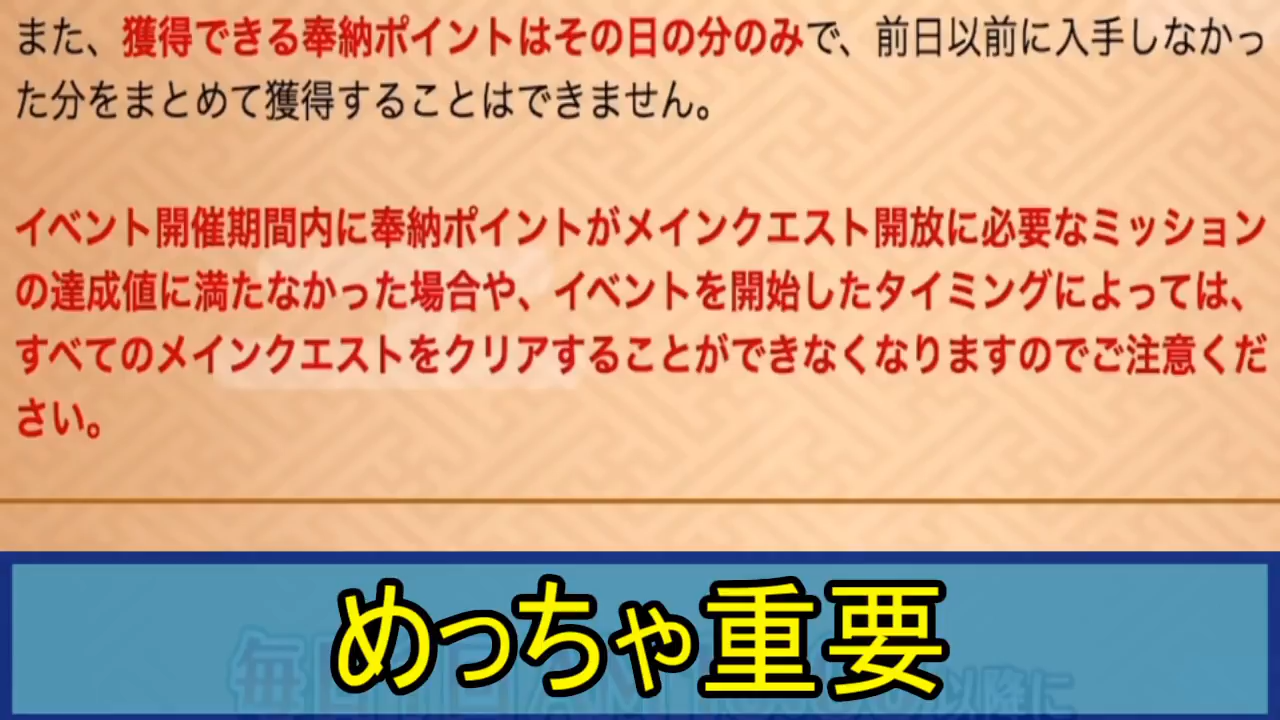 また、獲得できる奉納ポイントはその日の分のみで、前日以前に入手しなかっ
た分をまとめて獲得することはできません。
イベント開催期間内に奉納ポイントがメインクエスト開放に必要なミッション
の達成値に満たなかった場合や、イベントを開始したタイミングによっては、
すべてのメインクエストをクリアすることができなくなりますのでご注意くだ
さい。
めっちゃ重要